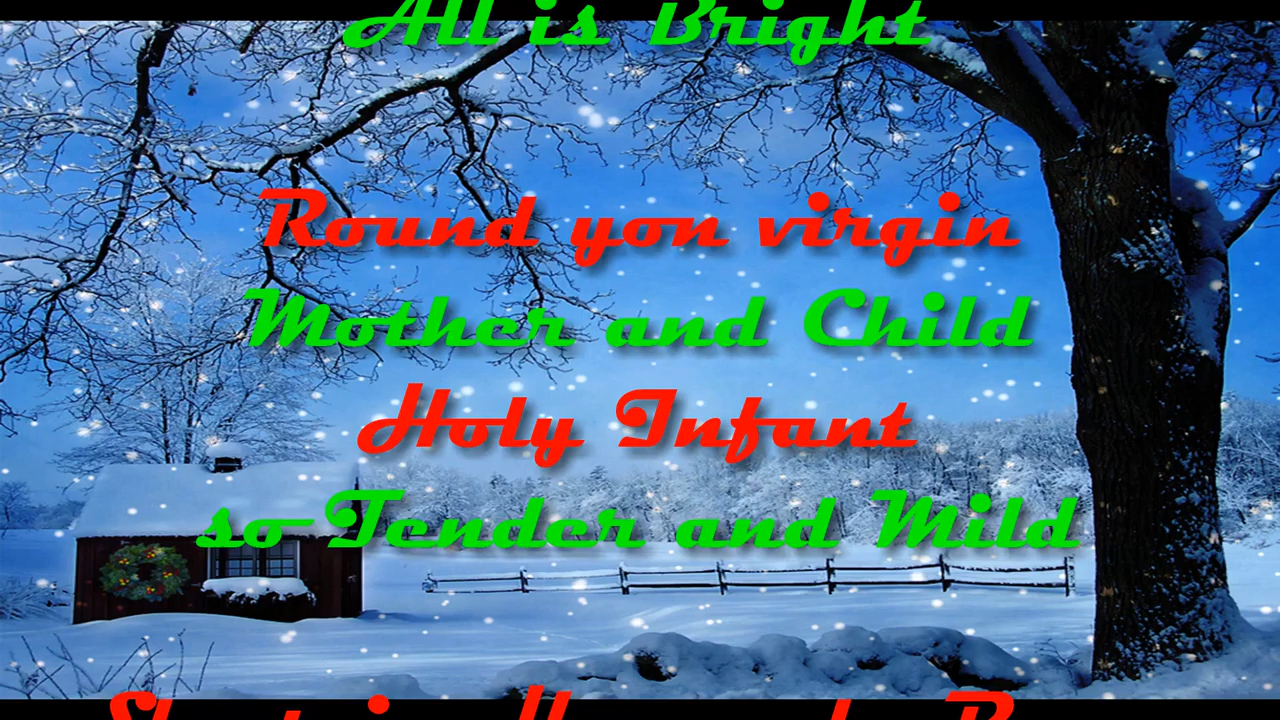 All is Bright
Round yon virgin
Mother and Child
Holy Infant
so Tender and Mild